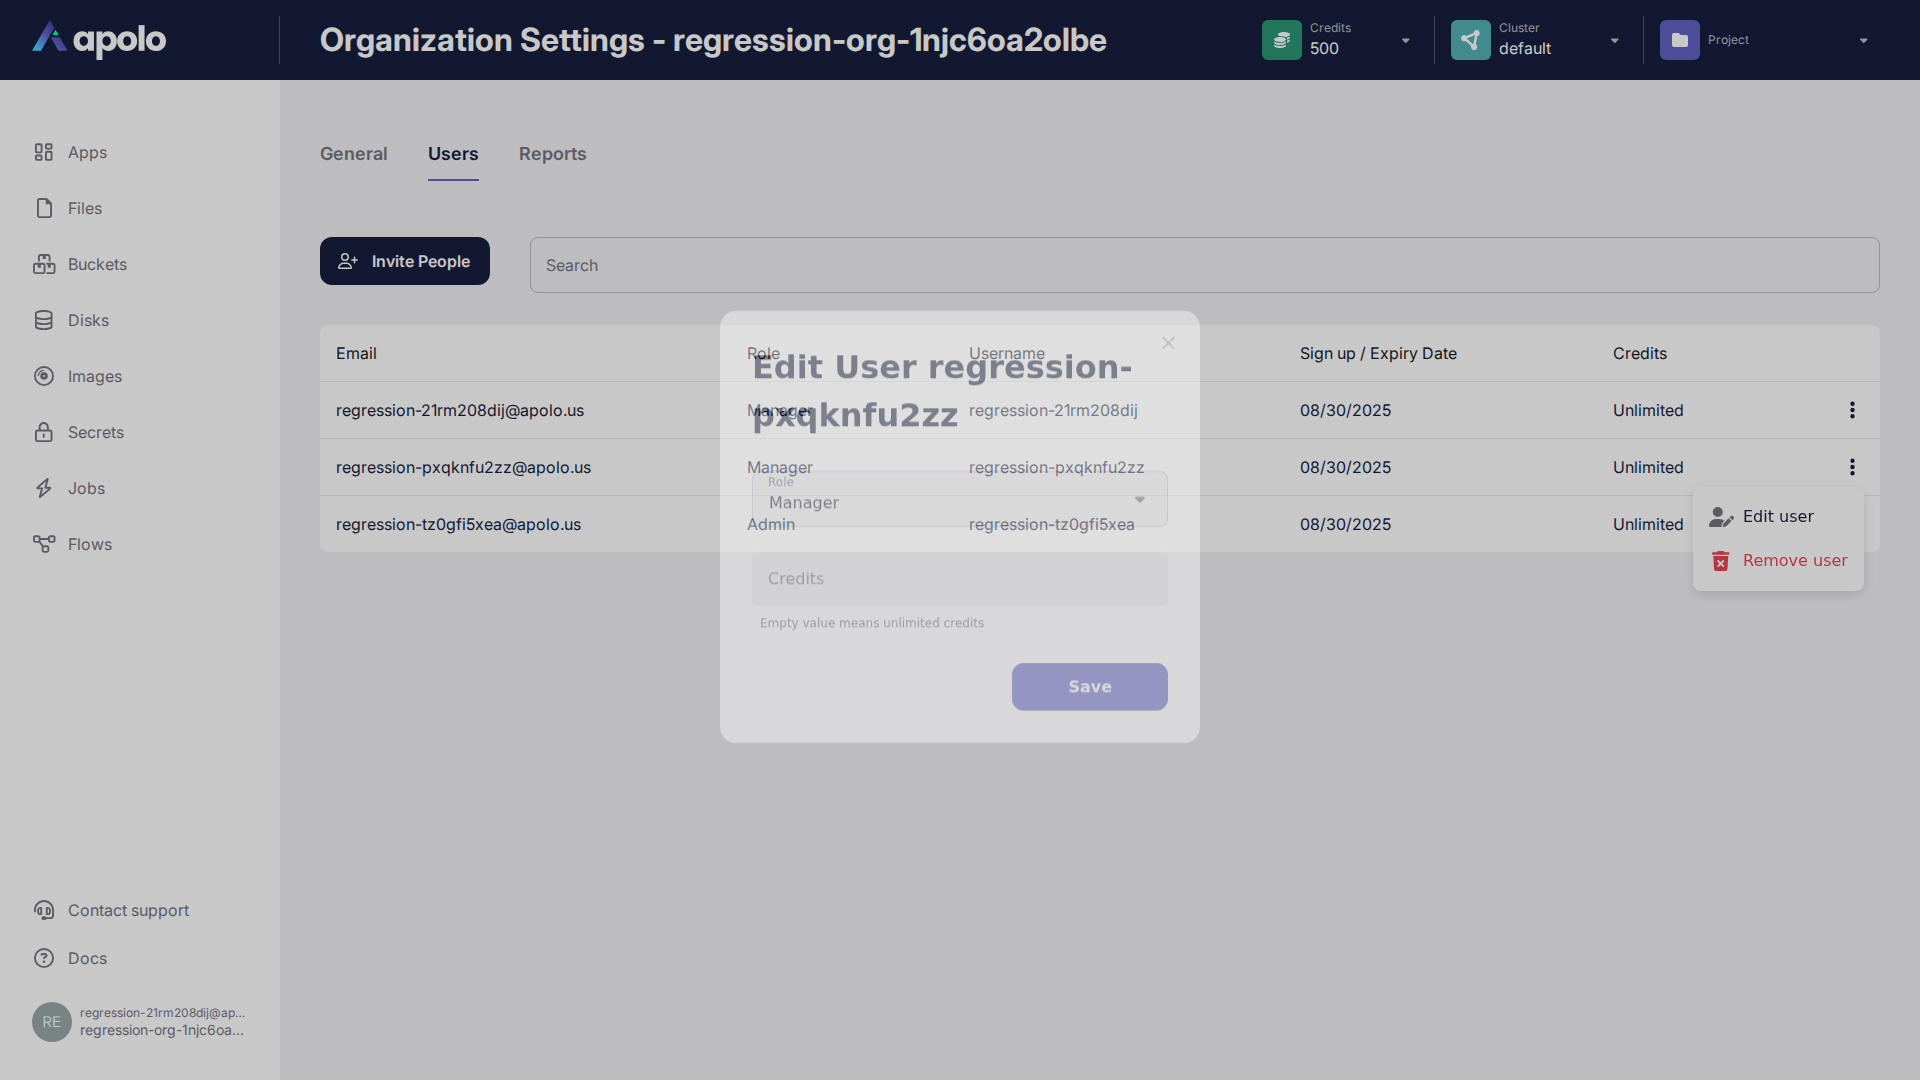 apolo
Organization Settings - regression-org-1njc6oa2olbe
Credits
500
Cluster
default
Project
Apps
Files
Buckets
Disks
Images
Secrets
Jobs
Flows
Contact support
Docs
RE
regression-21rm208dij@ap...
regression-org-1njc6oa...
General Users Reports
Invite People
Search
Email Role Username Sign up / Expiry Date Credits
regression-21rm208dij@apolo.us Manager regression-21rm208dij 08/30/2025 Unlimited
regression-pxqknfu2zz@apolo.us Manager regression-pxqknfu2zz 08/30/2025 Unlimited
regression-tz0gfi5xea@apolo.us Admin regression-tz0gfi5xea 08/30/2025 Unlimited
Edit user
Remove user
Edit User regression-
pxqknfu2zz
Role
Manager
Credits
Empty value means unlimited credits
Save